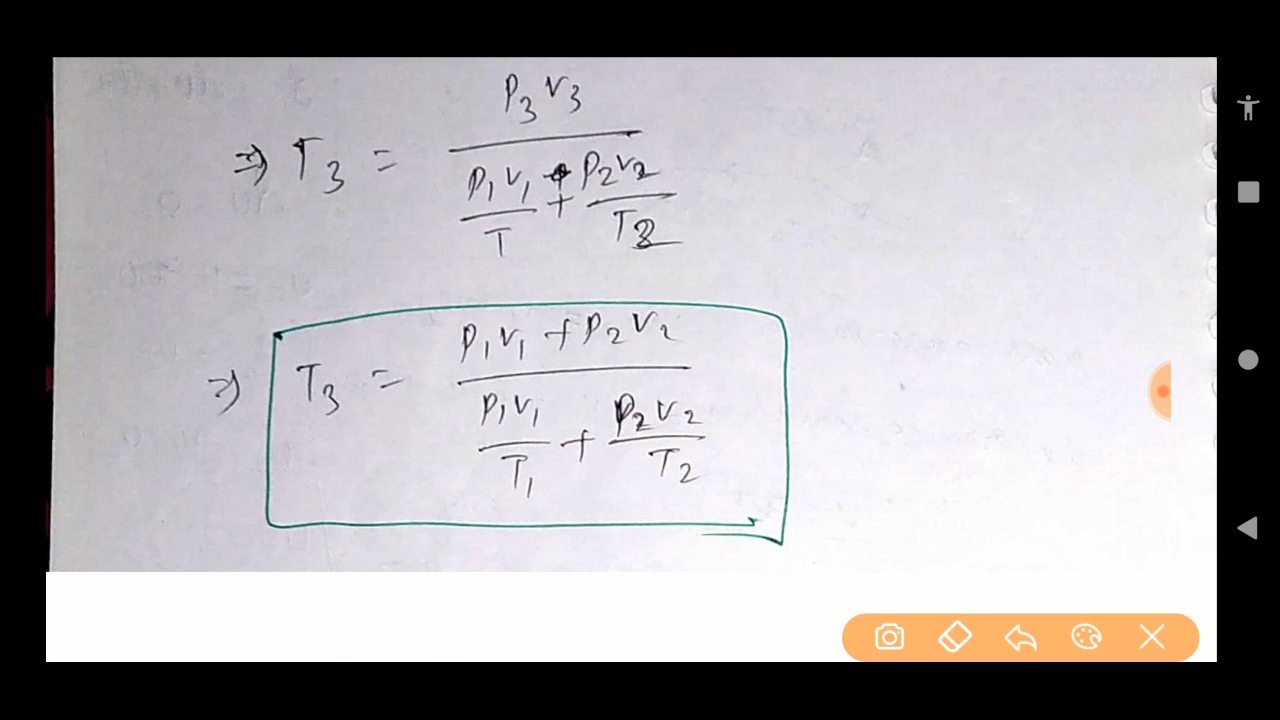 ⇒ T₃ =
P₃V₃
P₁V₁ + P₂V₂
T + T₂
⇒ T₃ =
P₁V₁ + P₂V₂
P₁V₁ + P₂V₂
T₁ T₂